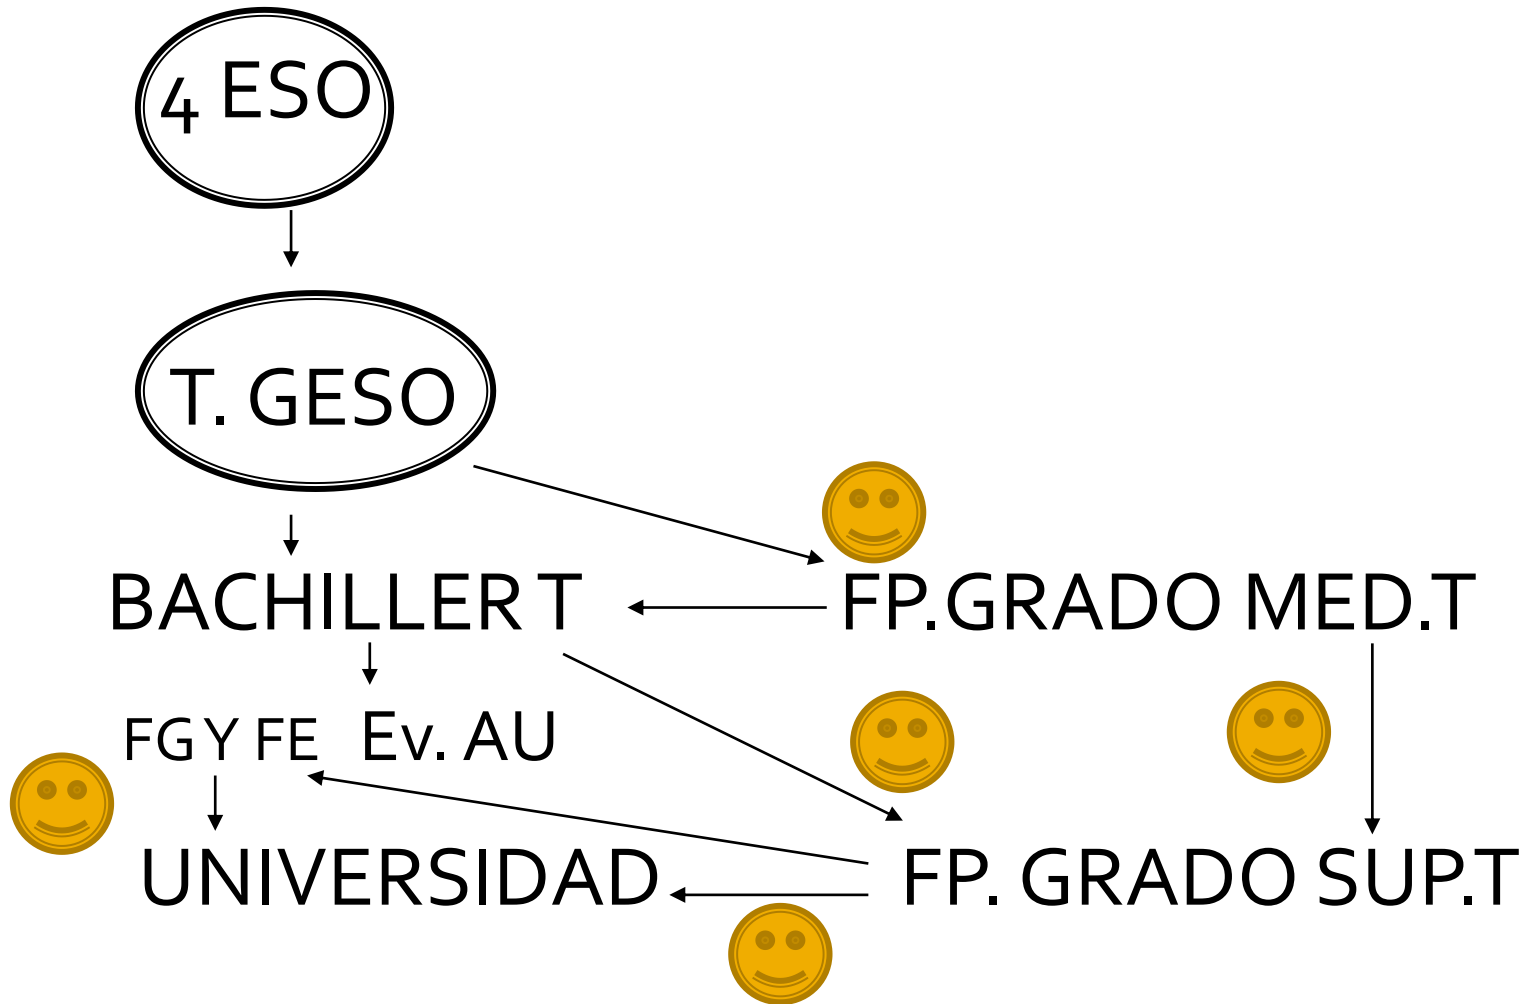 4 ESO
T. GESO
BACHILLER T
FP.GRADO MED.T
FG Y FE Ev. AU
UNIVERSIDAD
FP. GRADO SUP.T